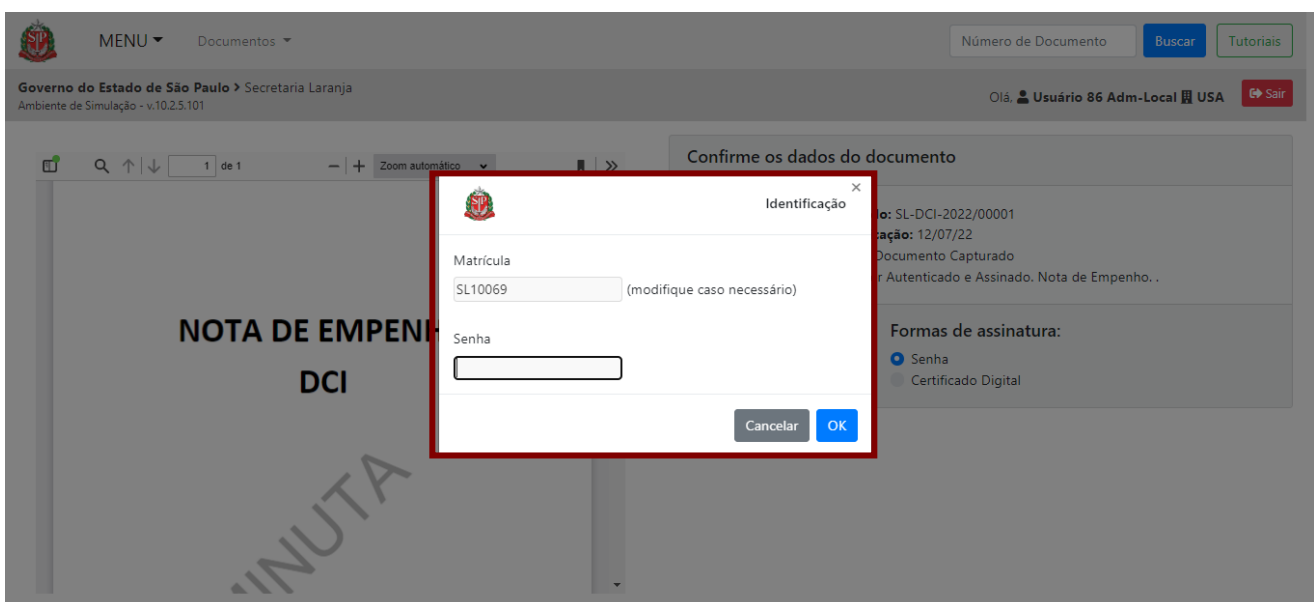 MENU Documentos Número de Documento Buscar Tutoriais
Governo do Estado de São Paulo > Secretaria Laranja
Ambiente de Simulação - v.10.2.5.101
Olá, Usuário 86 Adm-Local USA Sair
1 de 1 Zoom automático
NOTA DE
DCI
MINUTA
Identificação
Matrícula
SL10069 (modifique caso necessário)
Senha
Cancelar OK
Confirme os dados do documento
SL-DCI-2022/00001
12/07/22
Documento Capturado
Autenticado e Assinado. Nota de Empenho. .
Formas de assinatura:
Senha
Certificado Digital